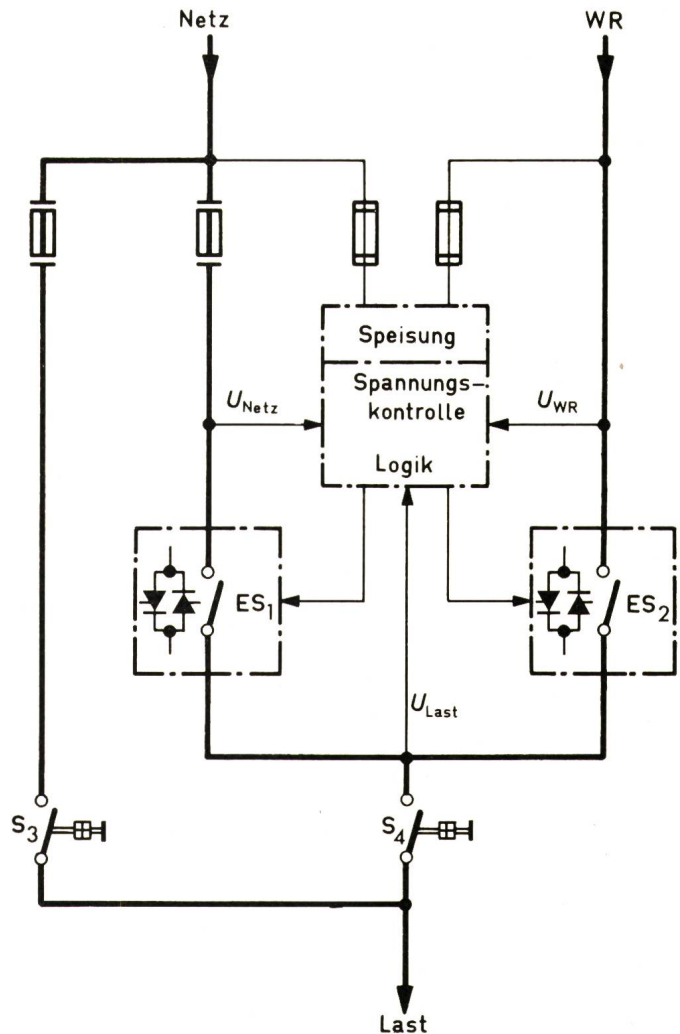 Netz
WR
Speisung
Spannungs-
kontrolle
Logik
U_Netz
U_WR
ES₁
ES₂
U_Last
S₃
S₄
Last